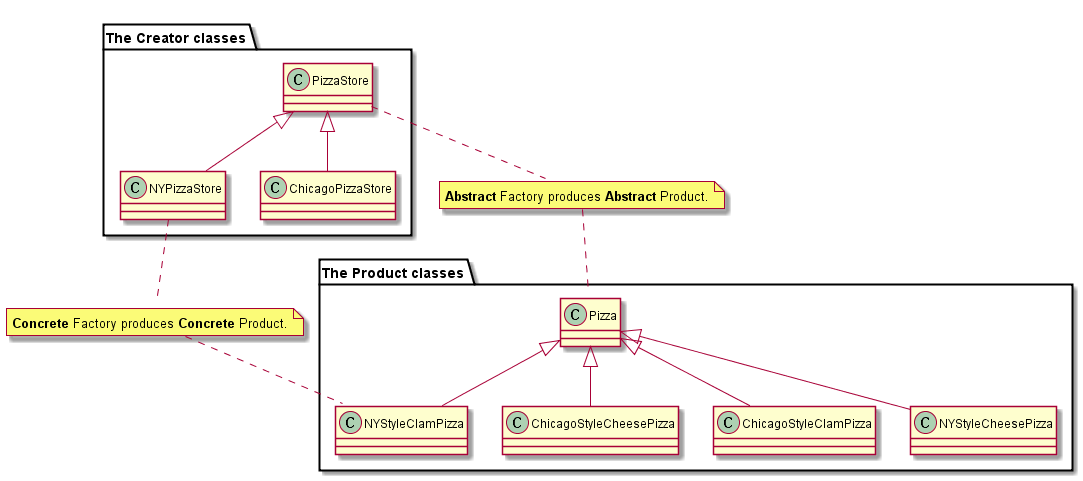 The Creator classes
C PizzaStore
C NYPizzaStore
C ChicagoPizzaStore
Abstract Factory produces Abstract Product.
The Product classes
C Pizza
Concrete Factory produces Concrete Product.
C NYStyleClamPizza
C ChicagoStyleCheesePizza
C ChicagoStyleClamPizza
C NYStyleCheesePizza